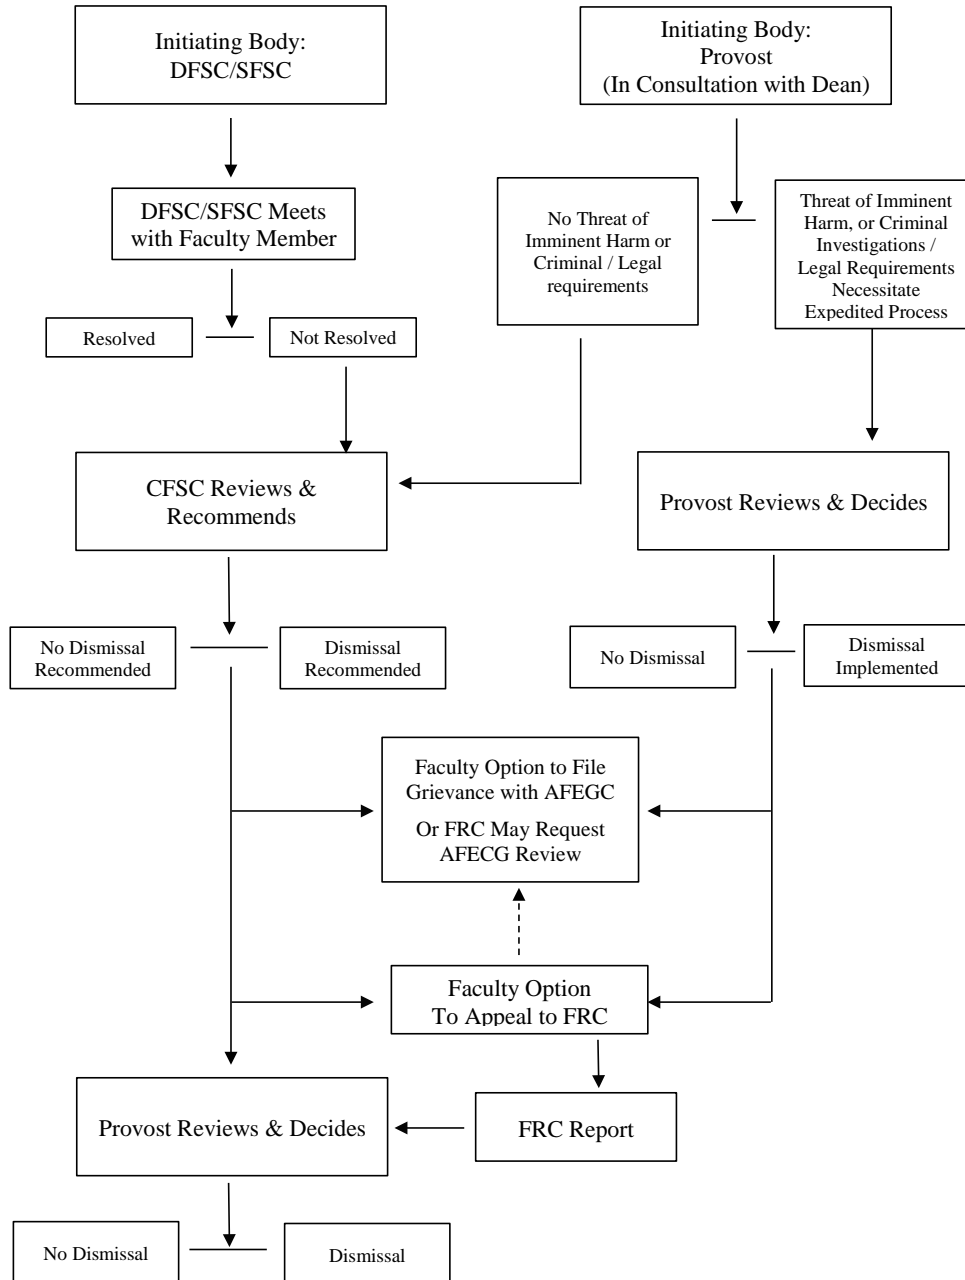 Initiating Body:
DFSC/SFSC
Initiating Body:
Provost
(In Consultation with Dean)
DFSC/SFSC Meets
with Faculty Member
No Threat of
Imminent Harm or
Criminal / Legal
requirements
Threat of Imminent
Harm, or Criminal
Investigations /
Legal Requirements
Necessitate
Expedited Process
Resolved
Not Resolved
CFSC Reviews &
Recommends
Provost Reviews & Decides
No Dismissal
Recommended
Dismissal
Recommended
No Dismissal
Dismissal
Implemented
Faculty Option to File
Grievance with AFEGC
Or FRC May Request
AFECG Review
Faculty Option
To Appeal to FRC
Provost Reviews & Decides
FRC Report
No Dismissal
Dismissal